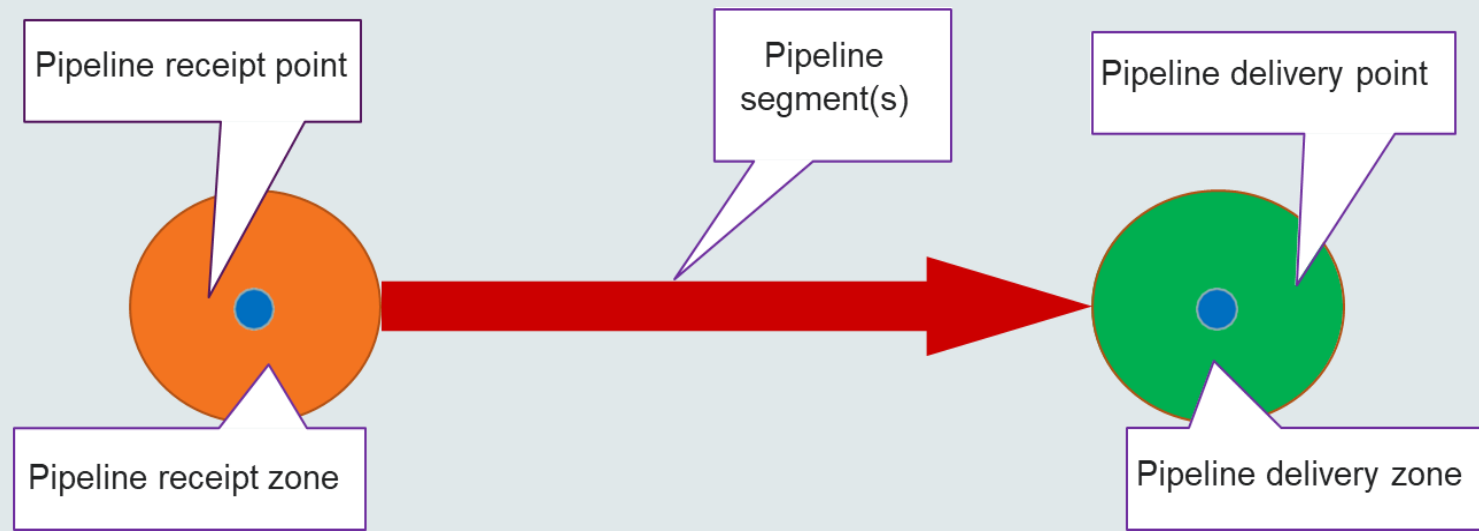 Pipeline receipt point
Pipeline
segment(s)
Pipeline delivery point
Pipeline receipt zone
Pipeline delivery zone